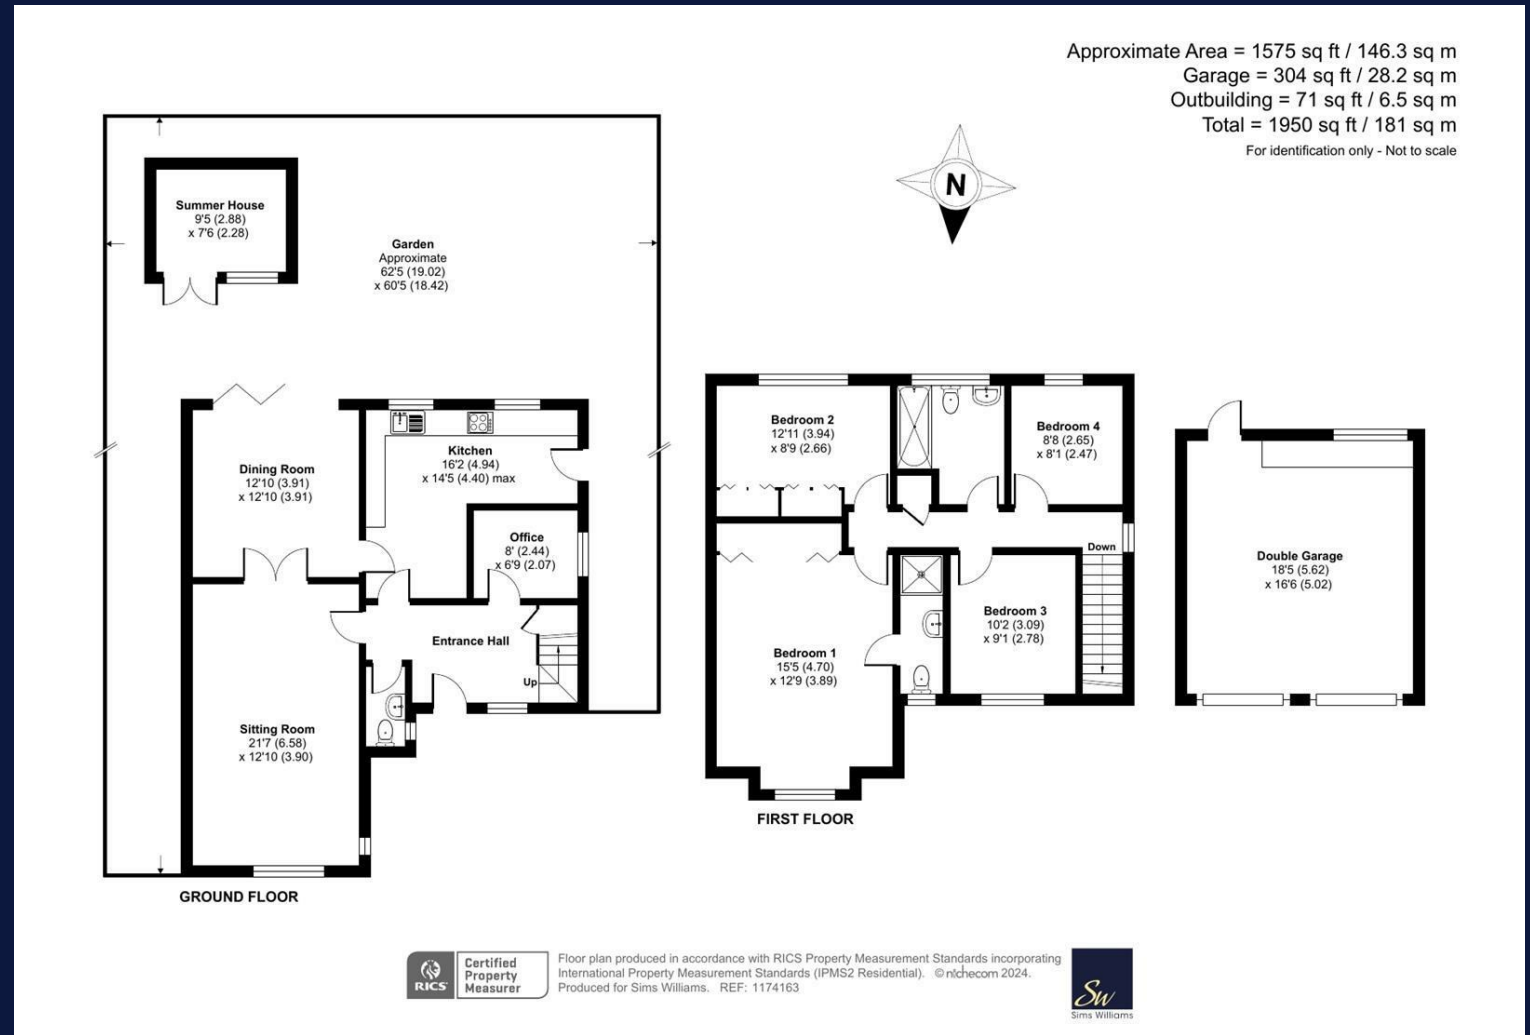 Approximate Area = 1575 sq ft / 146.3 sq m
Garage = 304 sq ft / 28.2 sq m
Outbuilding = 71 sq ft / 6.5 sq m
Total = 1950 sq ft / 181 sq m
For identification only - Not to scale
N
Summer House
9'5 (2.88)
x 7'6 (2.28)
Garden
Approximate
62'5 (19.02)
x 60'5 (18.42)
Dining Room
12'10 (3.91)
x 12'10 (3.91)
Kitchen
16'2 (4.94)
x 14'5 (4.40) max
Office
8' (2.44)
x 6'9 (2.07)
Entrance Hall
Up
Sitting Room
21'7 (6.58)
x 12'10 (3.90)
GROUND FLOOR
Bedroom 2
12'11 (3.94)
x 8'9 (2.66)
Bedroom 4
8'8 (2.65)
x 8'1 (2.47)
Down
Bedroom 3
10'2 (3.09)
x 9'1 (2.78)
Bedroom 1
15'5 (4.70)
x 12'9 (3.89)
FIRST FLOOR
Double Garage
18'5 (5.62)
x 16'6 (5.02)
RICS
Certified
Property
Measurer
Floor plan produced in accordance with RICS Property Measurement Standards incorporating
International Property Measurement Standards (IPMS2 Residential). © nichecom 2024.
Produced for Sims Williams. REF: 1174163
Sw
Sims Williams